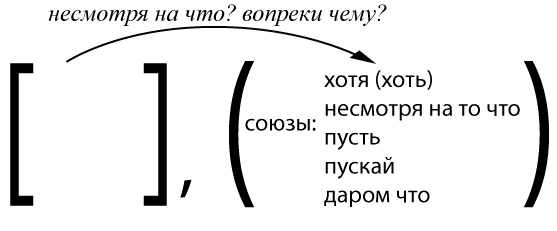 несмотря на что? вопреки чему?
[ ], (
союзы:
хотя (хоть)
несмотря на то что
пусть
пускай
даром что
)